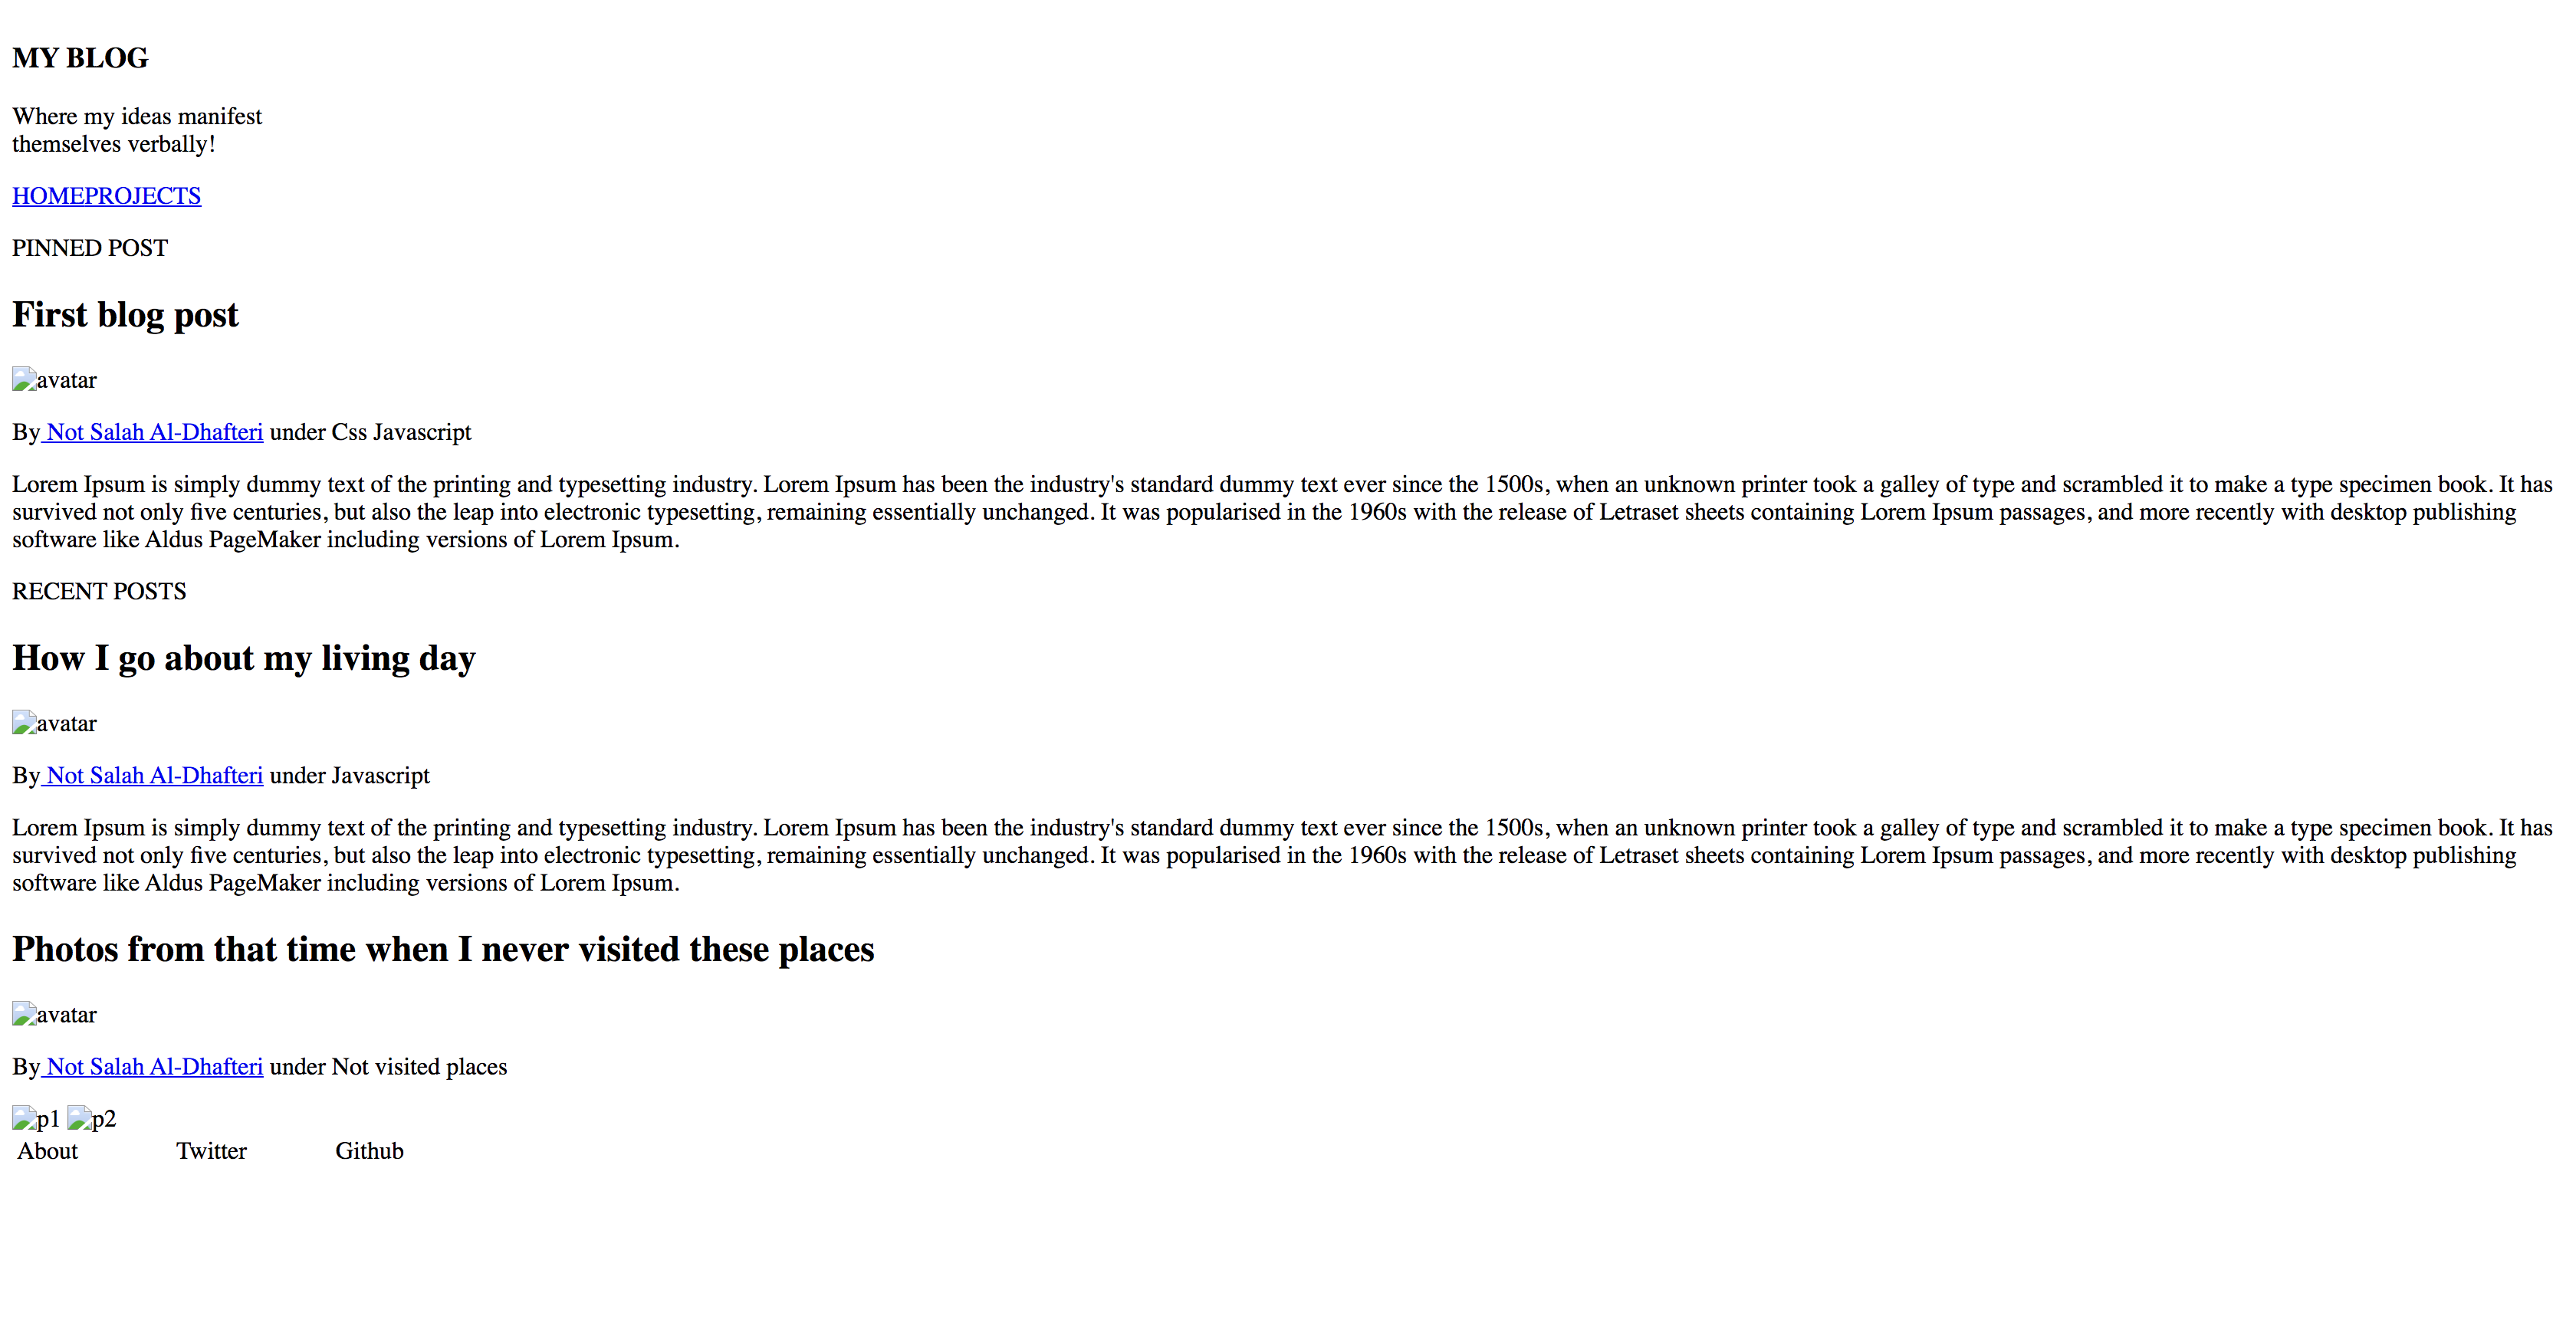 MY BLOG
Where my ideas manifest
themselves verbally!
HOMEPROJECTS
PINNED POST
First blog post
avatar
By Not Salah Al-Dhafteri under Css Javascript
Lorem Ipsum is simply dummy text of the printing and typesetting industry. Lorem Ipsum has been the industry's standard dummy text ever since the 1500s, when an unknown printer took a galley of type and scrambled it to make a type specimen book. It has
survived not only five centuries, but also the leap into electronic typesetting, remaining essentially unchanged. It was popularised in the 1960s with the release of Letraset sheets containing Lorem Ipsum passages, and more recently with desktop publishing
software like Aldus PageMaker including versions of Lorem Ipsum.
RECENT POSTS
How I go about my living day
avatar
By Not Salah Al-Dhafteri under Javascript
Lorem Ipsum is simply dummy text of the printing and typesetting industry. Lorem Ipsum has been the industry's standard dummy text ever since the 1500s, when an unknown printer took a galley of type and scrambled it to make a type specimen book. It has
survived not only five centuries, but also the leap into electronic typesetting, remaining essentially unchanged. It was popularised in the 1960s with the release of Letraset sheets containing Lorem Ipsum passages, and more recently with desktop publishing
software like Aldus PageMaker including versions of Lorem Ipsum.
Photos from that time when I never visited these places
avatar
By Not Salah Al-Dhafteri under Not visited places
p1 p2
About Twitter Github